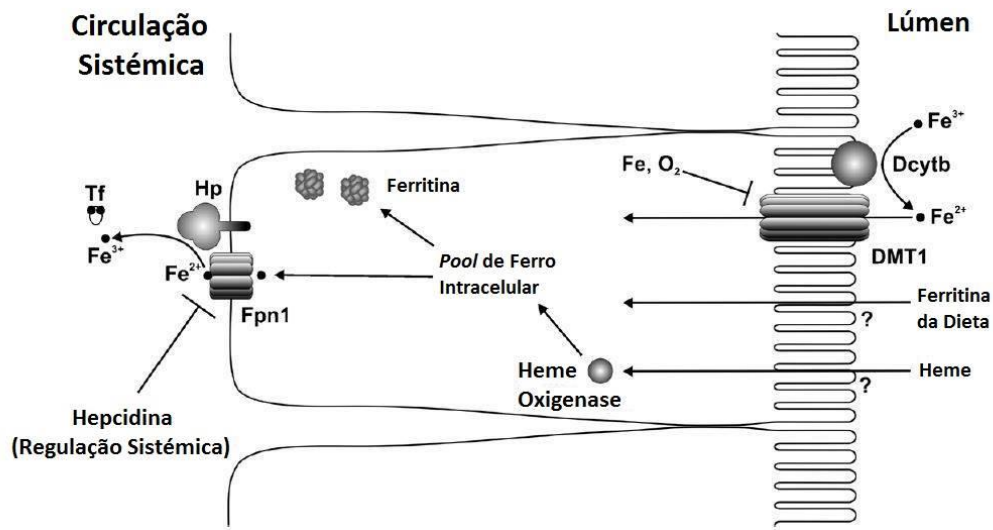 Circulação
Sistémica
Lúmen
Fe³⁺
Dcytb
Fe, O₂
Fe²⁺
DMT1
Hp
Tf
Ferritina
Fe³⁺
Fe²⁺
Fpn1
Pool de Ferro
Intracelular
Ferritina
da Dieta
?
Heme
Oxigenase
Heme
?
Hepcidina
(Regulação Sistémica)